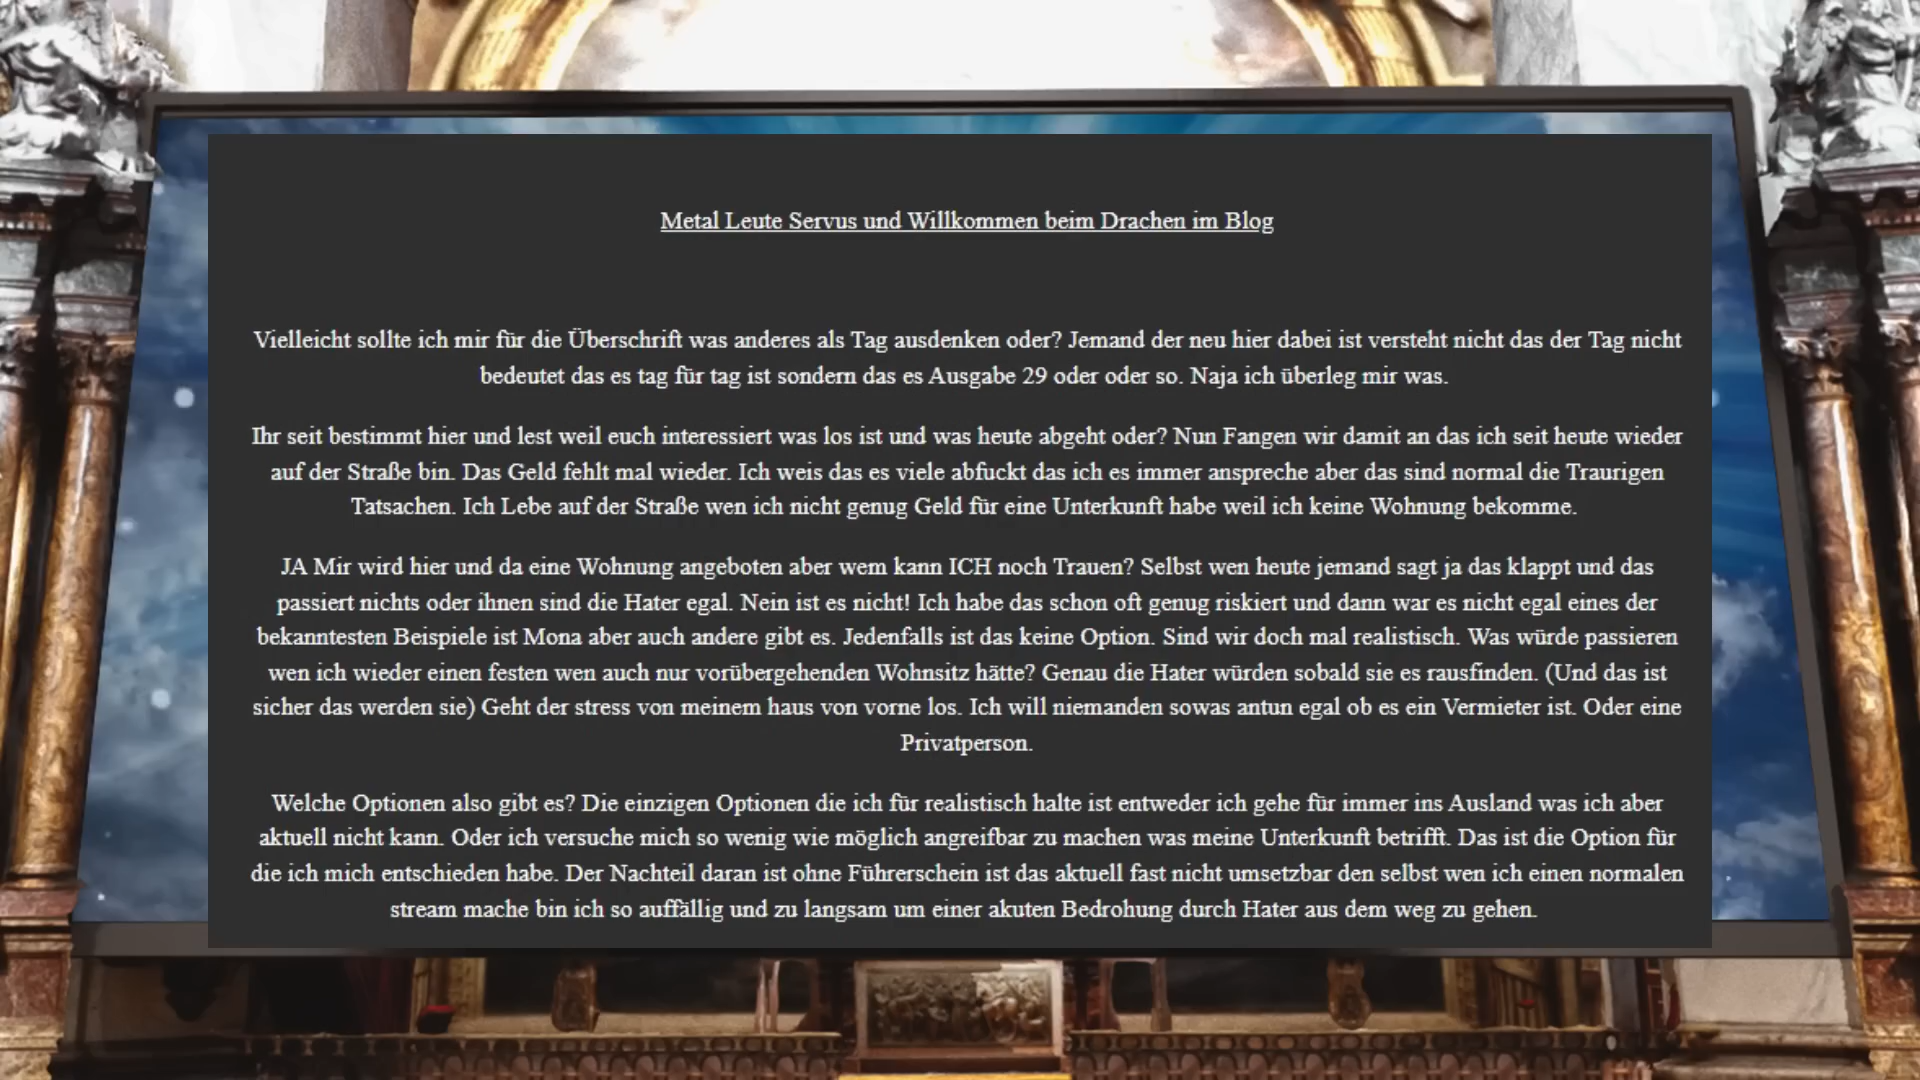 Metal Leute Servus und Willkommen beim Drachen im Blog
Vielleicht sollte ich mir für die Überschrift was anderes als Tag ausdenken oder? Jemand der neu hier dabei ist versteht nicht das der Tag nicht
bedeutet das es tag für tag ist sondern das es Ausgabe 29 oder oder so. Naja ich überleg mir was.
Ihr seit bestimmt hier und lest weil euch interessiert was los ist und was heute abgeht oder? Nun Fangen wir damit an das ich seit heute wieder
auf der Straße bin. Das Geld fehlt mal wieder. Ich weis das es viele abfuckt das ich es immer anspreche aber das sind normal die Traurigen
Tatsachen. Ich Lebe auf der Straße wen ich nicht genug Geld für eine Unterkunft habe weil ich keine Wohnung bekomme.
JA Mir wird hier und da eine Wohnung angeboten aber wem kann ICH noch Trauen? Selbst wen heute jemand sagt ja das klappt und das
passiert nichts oder ihnen sind die Hater egal. Nein ist es nicht! Ich habe das schon oft genug riskiert und dann war es nicht egal eines der
bekanntesten Beispiele ist Mona aber auch andere gibt es. Jedenfalls ist das keine Option. Sind wir doch mal realistisch. Was würde passieren
wen ich wieder einen festen wen auch nur vorübergehenden Wohnsitz hätte? Genau die Hater würden sobald sie es rausfinden. (Und das ist
sicher das werden sie) Geht der stress von meinem haus von vorne los. Ich will niemanden sowas antun egal ob es ein Vermieter ist. Oder eine
Privatperson.
Welche Optionen also gibt es? Die einzigen Optionen die ich für realistisch halte ist entweder ich gehe für immer ins Ausland was ich aber
aktuell nicht kann. Oder ich versuche mich so wenig wie möglich angreifbar zu machen was meine Unterkunft betrifft. Das ist die Option für
die ich mich entschieden habe. Der Nachteil daran ist ohne Führerschein ist das aktuell fast nicht umsetzbar den selbst wen ich einen normalen
stream mache bin ich so auffällig und zu langsam um einer akuten Bedrohung durch Hater aus dem weg zu gehen.